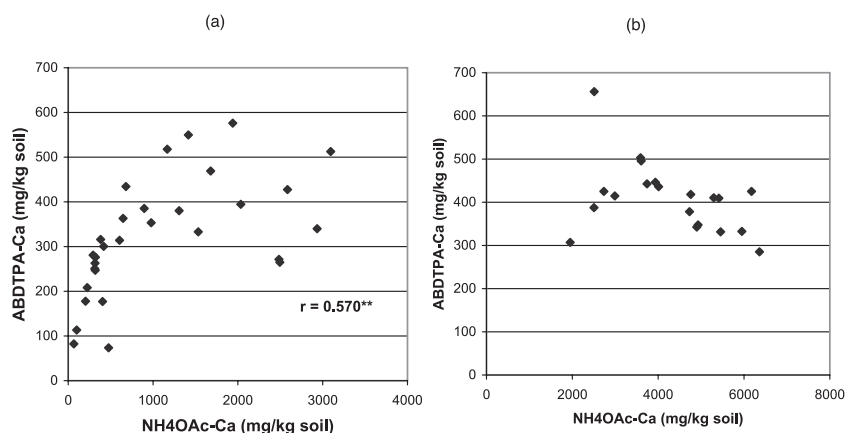 (a)
ABDTPA-Ca (mg/kg soil)
700
600
500
400
300
200
100
0
r = 0.570**
0 1000 2000 3000 4000
NH4OAc-Ca (mg/kg soil)
(b)
ABDTPA-Ca (mg/kg soil)
700
600
500
400
300
200
100
0
0 2000 4000 6000 8000
NH4OAc-Ca (mg/kg soil)